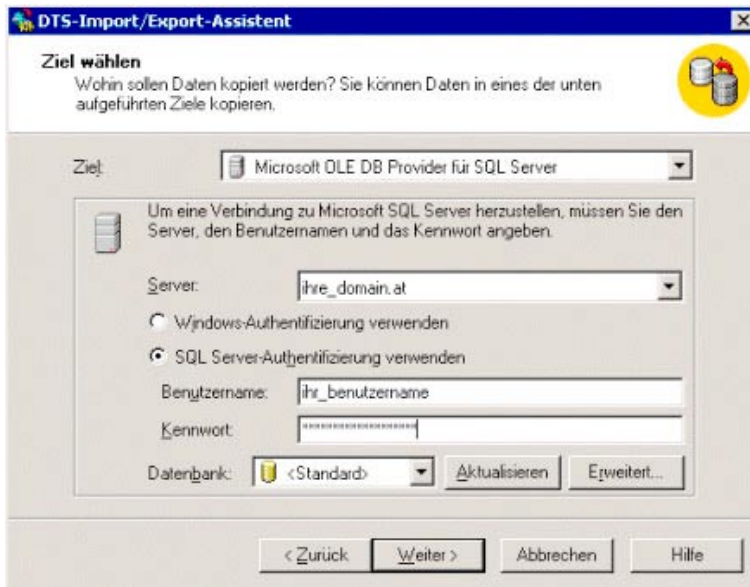 DTS-Import/Export-Assistent
Ziel wählen
Wohin sollen Daten kopiert werden? Sie können Daten in eines der unten
aufgeführten Ziele kopieren.
Ziel: Microsoft OLE DB Provider für SQL Server
Um eine Verbindung zu Microsoft SQL Server herzustellen, müssen Sie den
Server, den Benutzernamen und das Kennwort angeben.
Server: ihre_domain.at
Windows-Authentifizierung verwenden
SQL Server-Authentifizierung verwenden
Benutzername: ihr_benutzername
Kennwort:
Datenbank: <Standard> Aktualisieren Erweitert...
< Zurück Weiter > Abbrechen Hilfe